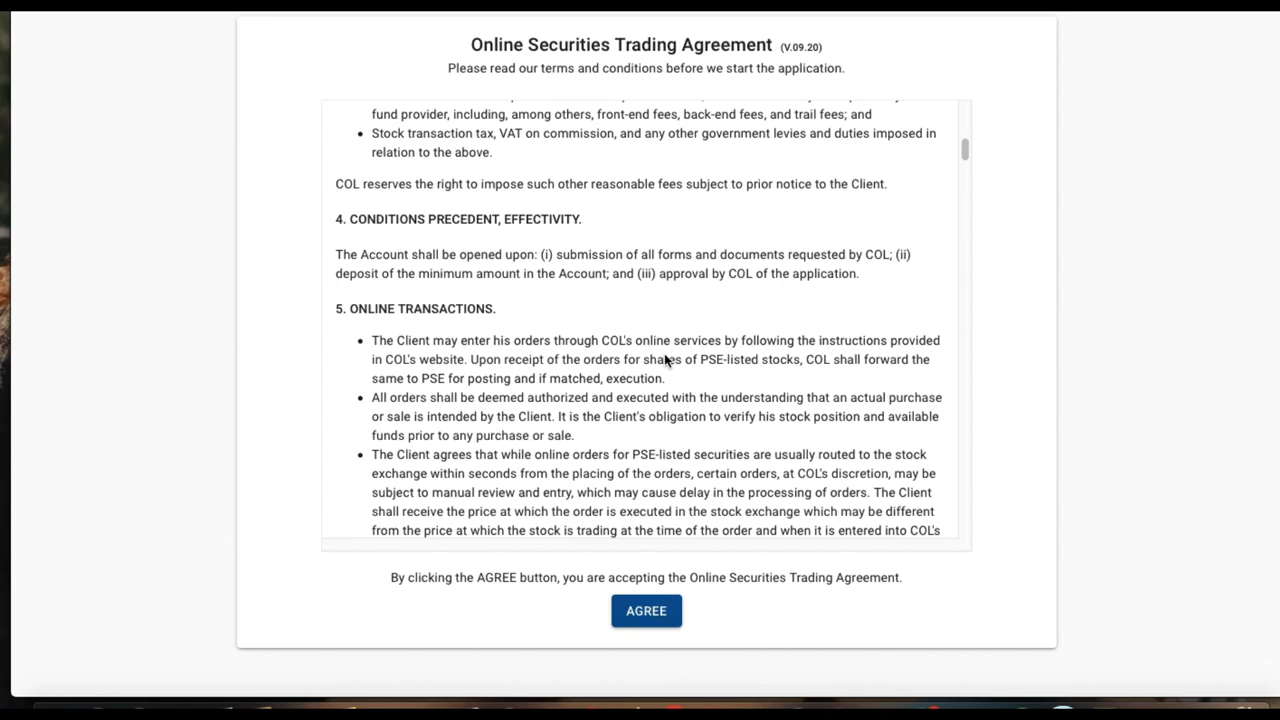 Online Securities Trading Agreement (V.09.20)
Please read our terms and conditions before we start the application.
fund provider, including, among others, front-end fees, back-end fees, and trail fees; and
• Stock transaction tax, VAT on commission, and any other government levies and duties imposed in
relation to the above.
COL reserves the right to impose such other reasonable fees subject to prior notice to the Client.
4. CONDITIONS PRECEDENT, EFFECTIVITY.
The Account shall be opened upon: (i) submission of all forms and documents requested by COL; (ii)
deposit of the minimum amount in the Account; and (iii) approval by COL of the application.
5. ONLINE TRANSACTIONS.
• The Client may enter his orders through COL's online services by following the instructions provided
in COL's website. Upon receipt of the orders for shares of PSE-listed stocks, COL shall forward the
same to PSE for posting and if matched, execution.
• All orders shall be deemed authorized and executed with the understanding that an actual purchase
or sale is intended by the Client. It is the Client's obligation to verify his stock position and available
funds prior to any purchase or sale.
• The Client agrees that while online orders for PSE-listed securities are usually routed to the stock
exchange within seconds from the placing of the orders, certain orders, at COL's discretion, may be
subject to manual review and entry, which may cause delay in the processing of orders. The Client
shall receive the price at which the order is executed in the stock exchange which may be different
from the price at which the stock is trading at the time of the order and when it is entered into COL's
By clicking the AGREE button, you are accepting the Online Securities Trading Agreement.
AGREE